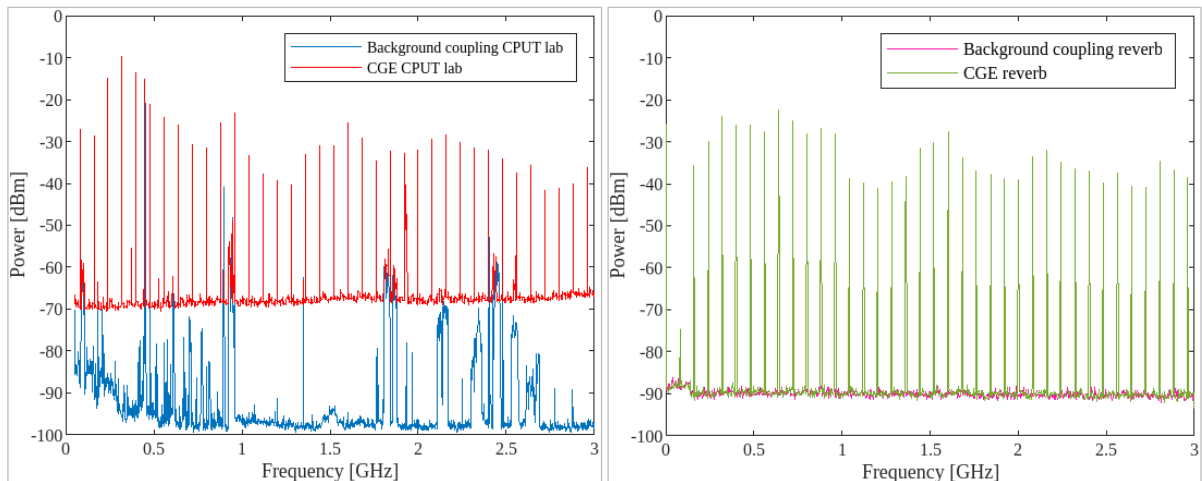 0
-10
-20
-30
-40
-50
-60
-70
-80
-90
-100
Power [dBm]
Background coupling CPUT lab
CGE CPUT lab
0 0.5 1 1.5 2 2.5 3
Frequency [GHz]
0
-10
-20
-30
-40
-50
-60
-70
-80
-90
-100
Power [dBm]
Background coupling reverb
CGE reverb
0 0.5 1 1.5 2 2.5 3
Frequency [GHz]